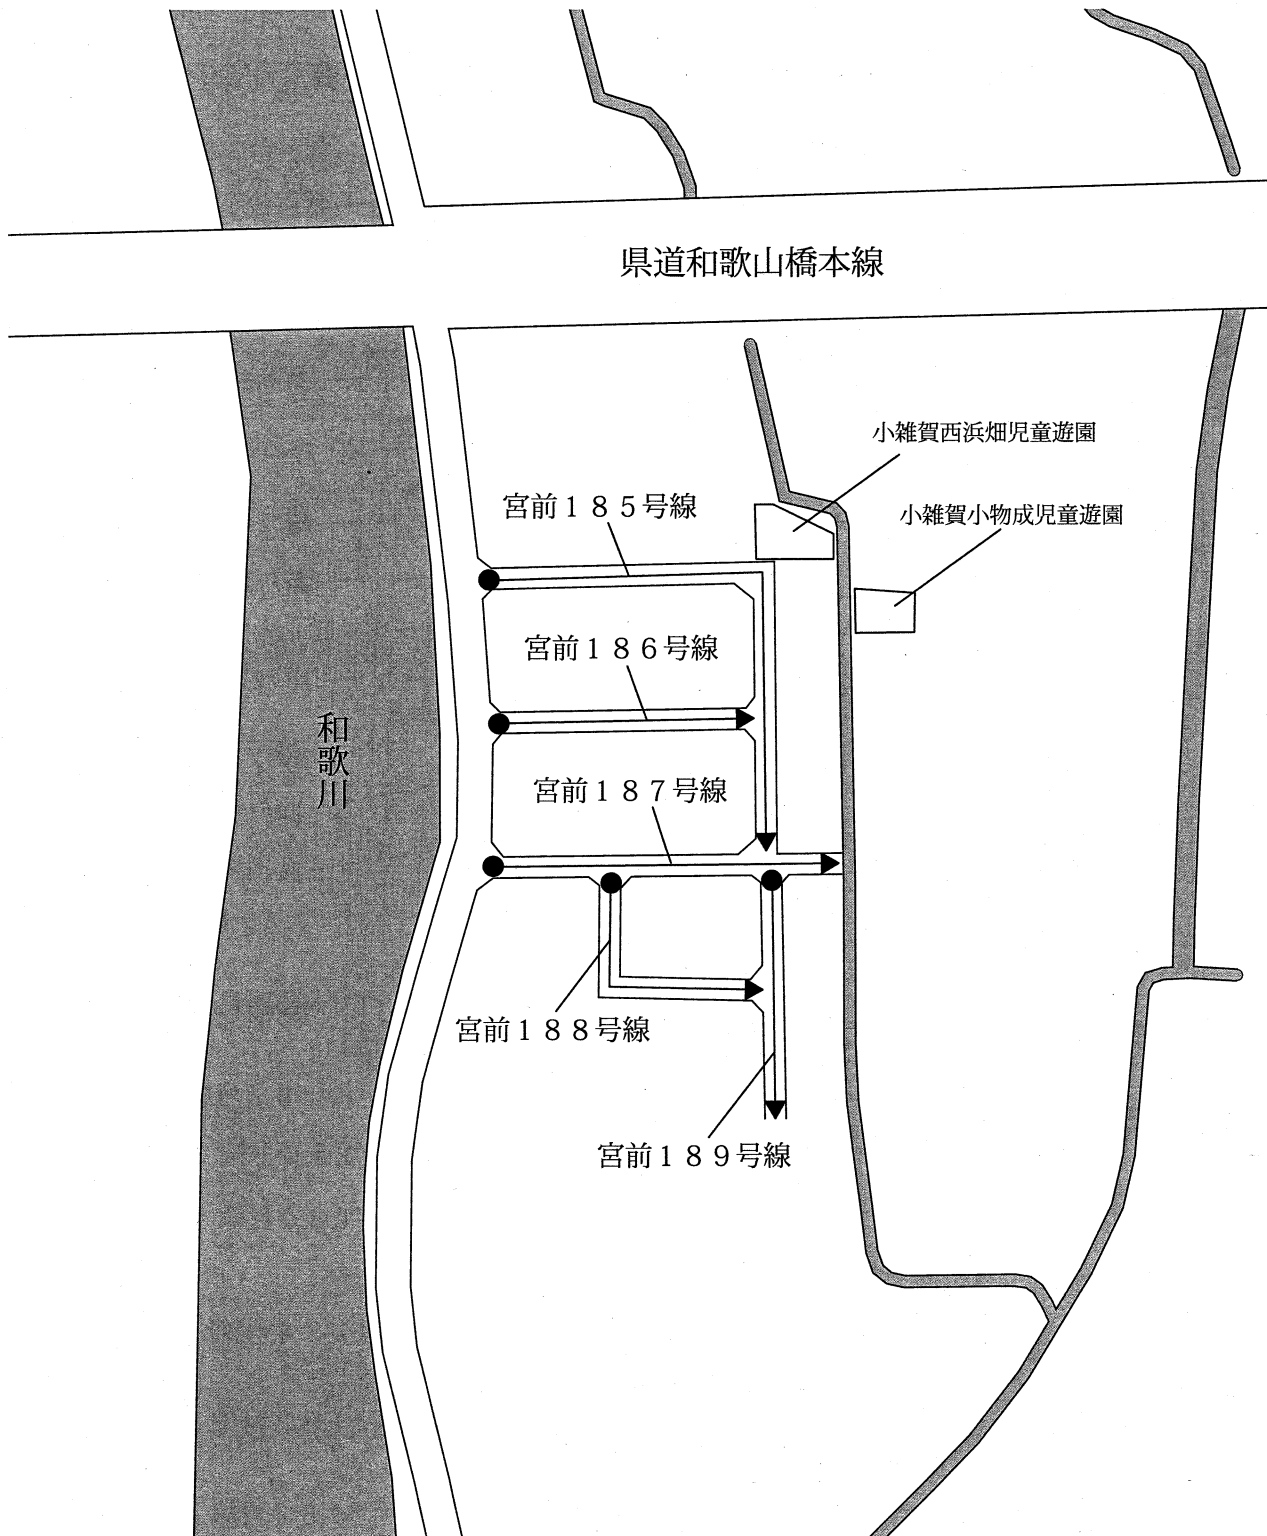 県道和歌山橋本線
小雑賀西浜畑児童遊園
宮前１８５号線
小雑賀小物成児童遊園
宮前１８６号線
和歌川
宮前１８７号線
宮前１８８号線
宮前１８９号線